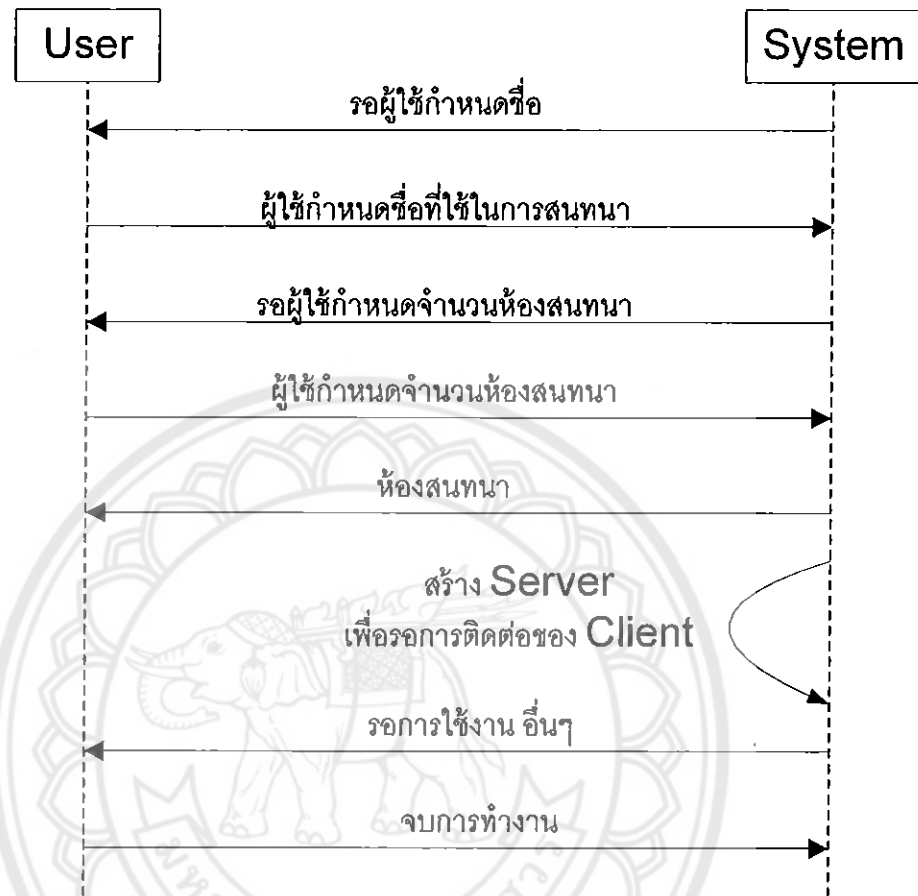 User
System
รอผู้ใช้กำหนดชื่อ
ผู้ใช้กำหนดชื่อที่ใช้ในการสนทนา
รอผู้ใช้กำหนดจำนวนห้องสนทนา
ผู้ใช้กำหนดจำนวนห้องสนทนา
ห้องสนทนา
สร้าง Server
เพื่อรอการติดต่อของ Client
รอการใช้งาน อื่นๆ
จบการทำงาน